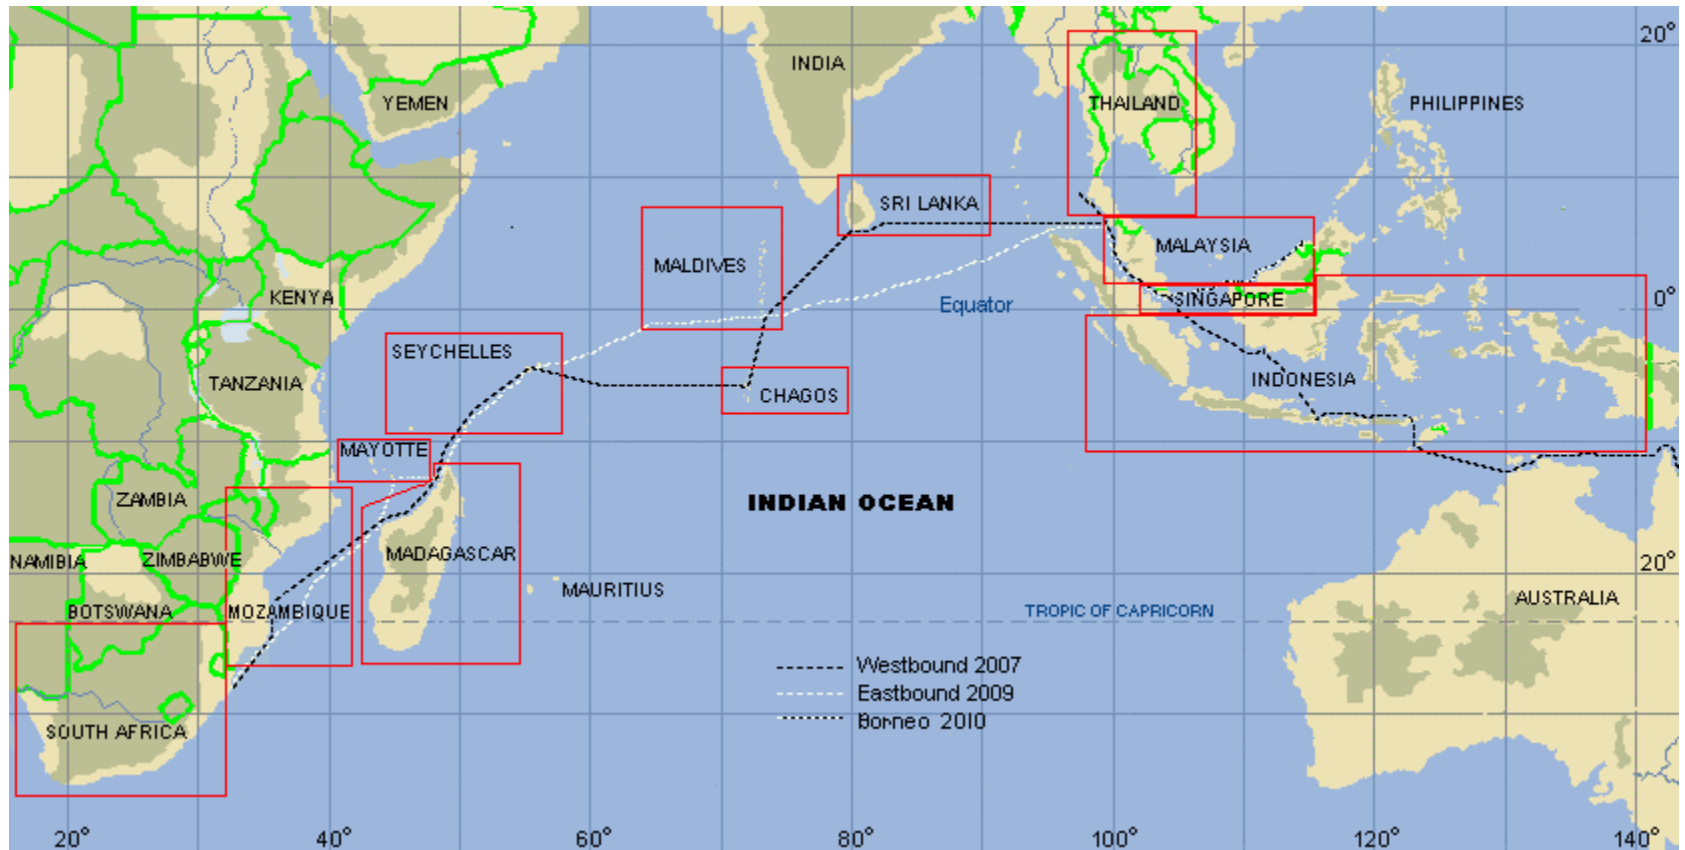 20°
INDIA
YEMEN
THAILAND
PHILIPPINES
SRI LANKA
MALAYSIA
MALDIVES
KENYA
SINGAPORE
0°
Equator
SEYCHELLES
TANZANIA
INDONESIA
CHAGOS
MAYOTTE
ZAMBIA
INDIAN OCEAN
MADAGASCAR
NAMIBIA
ZIMBABWE
20°
MAURITIUS
AUSTRALIA
BOTSWANA
MOZAMBIQUE
TROPIC OF CAPRICORN
Westbound 2007
Eastbound 2009
Borneo 2010
SOUTH AFRICA
20°
40°
60°
80°
100°
120°
140°